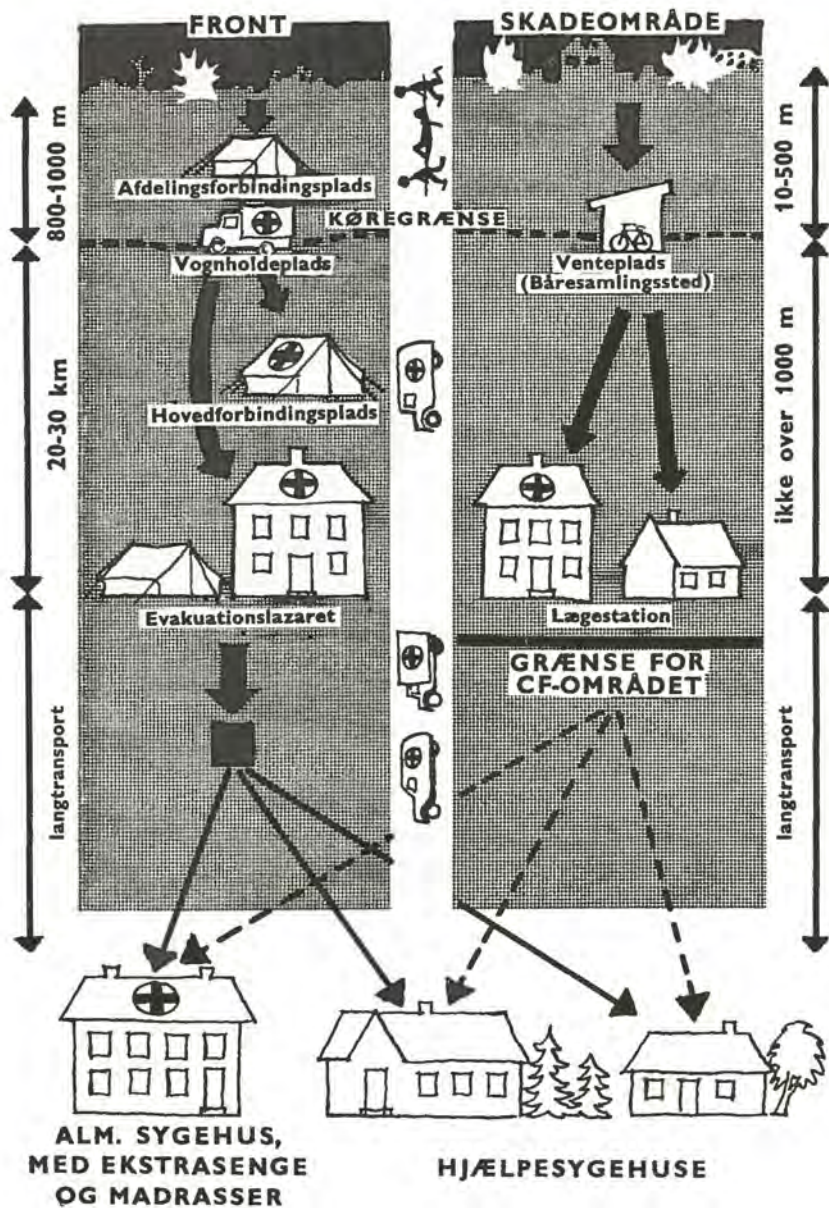 FRONT
SKADEOMRÅDE
800-1000 m
Afdelingsforbindingsplads
KØREGRÆNSE
Vognholdeplads
10-500 m
Venteplads
(Båresamlingssted)
20-30 km
Hovedforbindingsplads
ikke over 1000 m
Evakuationslazaret
Lægestation
GRÆNSE FOR
CF-OMRÅDET
langtransport
langtransport
ALM. SYGEHUS,
MED EKSTRASENGE
OG MADRASSER
HJÆLPESYGEHUSE